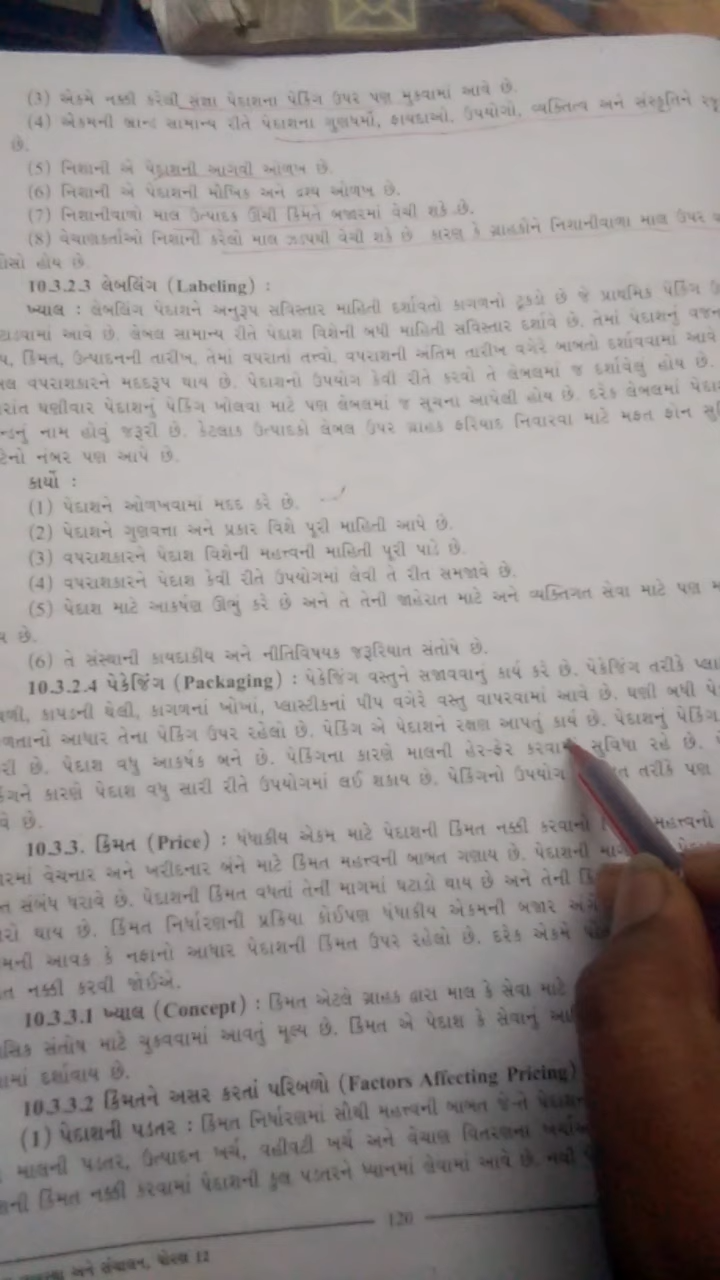 (3) એકમે નક્કી કરેલી સંજ્ઞા પેદાશના પેકિંગ ઉપર પણ મુકવામાં આવે છે.
(4) એકમની બ્રાન્ડ સામાન્ય રીતે પેદાશના ગુણધર્મો, ફાયદાઓ, ઉપયોગો, વ્યક્તિત્વ અને સંસ્કૃતિને
છે.
(5) નિશાની એ પેદાશની આગવી ઓળખ છે.
(6) નિશાની એ પેદાશની મૌખિક અને દ્રશ્ય ઓળખ છે.
(7) નિશાનીવાળો માલ ઉત્પાદક ઊંચી કિંમતે બજારમાં વેચી શકે છે.
(8) વેચાણકર્તાઓ નિશાની કરેલો માલ ઝડપથી વેચી શકે છે કારણ કે ગ્રાહકોને નિશાનીવાળા માલ ઉપર
હોય છે.
10.3.2.3 લેબલિંગ (Labeling) :
ખ્યાલ : લેબલિંગ પેદાશને અનુરૂપ સવિસ્તાર માહિતી દર્શાવતો કાગળનો ટૂકડો છે જે પ્રાથમિક પેકિંગ
આવે છે. લેબલ સામાન્ય રીતે પેદાશ વિશેની બધી માહિતી સવિસ્તાર દર્શાવે છે. તેમાં પેદાશનું
કિંમત, ઉત્પાદનની તારીખ, તેમાં વપરાતાં તત્ત્વો, વપરાશની અંતિમ તારીખ વગેરે બાબતો દર્શાવવામાં આવે
વપરાશકારને મદદરૂપ થાય છે. પેદાશનો ઉપયોગ કેવી રીતે કરવો તે લેબલમાં જ દર્શાવેલું હોય છે.
ઘણીવાર પેદાશનું પેકિંગ ખોલવા માટે પણ લેબલમાં જ સૂચના આપેલી હોય છે. દરેક લેબલમાં
નામ હોવું જરૂરી છે. કેટલાક ઉત્પાદકો લેબલ ઉપર ગ્રાહક ફરિયાદ નિવારવા માટે મફત ફોન
નંબર પણ આપે છે.
કાર્યો :
(1) પેદાશને ઓળખવામાં મદદ કરે છે.
(2) પેદાશને ગુણવત્તા અને પ્રકાર વિશે પૂરી માહિતી આપે છે.
(3) વપરાશકારને પેદાશ વિશેની મહત્ત્વની માહિતી પૂરી પાડે છે.
(4) વપરાશકારને પેદાશ કેવી રીતે ઉપયોગમાં લેવી તે રીત સમજાવે છે.
(5) પેદાશ માટે આકર્ષણ ઊભું કરે છે અને તે તેની જાહેરાત માટે અને વ્યક્તિગત સેવા માટે પણ
છે.
(6) તે સંસ્થાની કાયદાકીય અને નીતિવિષયક જરૂરિયાત સંતોષે છે.
10.3.2.4 પેકેજિંગ (Packaging) : પેકેજિંગ વસ્તુને સજાવવાનું કાર્ય કરે છે. પેકેજિંગ તરીકે
કાપડની થેલી, કાગળનાં ખોખાં, પ્લાસ્ટીકનાં પીપ વગેરે વસ્તુ વાપરવામાં આવે છે. ઘણી બધી
આધાર તેના પેકિંગ ઉપર રહેલો છે. પેકિંગ એ પેદાશને રક્ષણ આપતું કાર્ય છે. પેદાશનું પેકિંગ
છે. પેદાશ વધુ આકર્ષક બને છે. પેકિંગના કારણે માલની હેર-ફેર કરવામાં સુવિધા રહે છે.
કારણે પેદાશ વધુ સારી રીતે ઉપયોગમાં લઈ શકાય છે. પેકિંગનો ઉપયોગ તરીકે પણ
છે.
10.3.3. કિંમત (Price) : ધંધાકીય એકમ માટે પેદાશની કિંમત નક્કી કરવાનો મહત્ત્વનો
વેચનાર અને ખરીદનાર બંને માટે કિંમત મહત્ત્વની બાબત ગણાય છે. પેદાશની
સંબંધ ધરાવે છે. પેદાશની કિંમત વધતાં તેની માગમાં ઘટાડો થાય છે અને તેની
થાય છે. કિંમત નિર્ધારણની પ્રક્રિયા કોઈપણ ધંધાકીય એકમની બજાર
આવક કે નફાનો આધાર પેદાશની કિંમત ઉપર રહેલો છે. દરેક એકમે
નક્કી કરવી જોઈએ.
10.3.3.1 ખ્યાલ (Concept) : કિંમત એટલે ગ્રાહક દ્વારા માલ કે સેવા માટે
સંતોષ માટે ચુકવવામાં આવતું મૂલ્ય છે. કિંમત એ પેદાશ કે સેવાનું
દર્શાવાય છે.
10.3.3.2 કિંમતને અસર કરતાં પરિબળો (Factors Affecting Pricing)
(1) પેદાશની પડતર : કિંમત નિર્ધારણમાં સૌથી મહત્ત્વની બાબત
માલની પડતર, ઉત્પાદન ખર્ચ, વહીવટી ખર્ચ અને વેચાણ વિતરણના
કિંમત નક્કી કરવામાં પેદાશની કુલ પડતરને ધ્યાનમાં લેવામાં આવે છે.
120
અને સંચાલન, ધોરણ 12